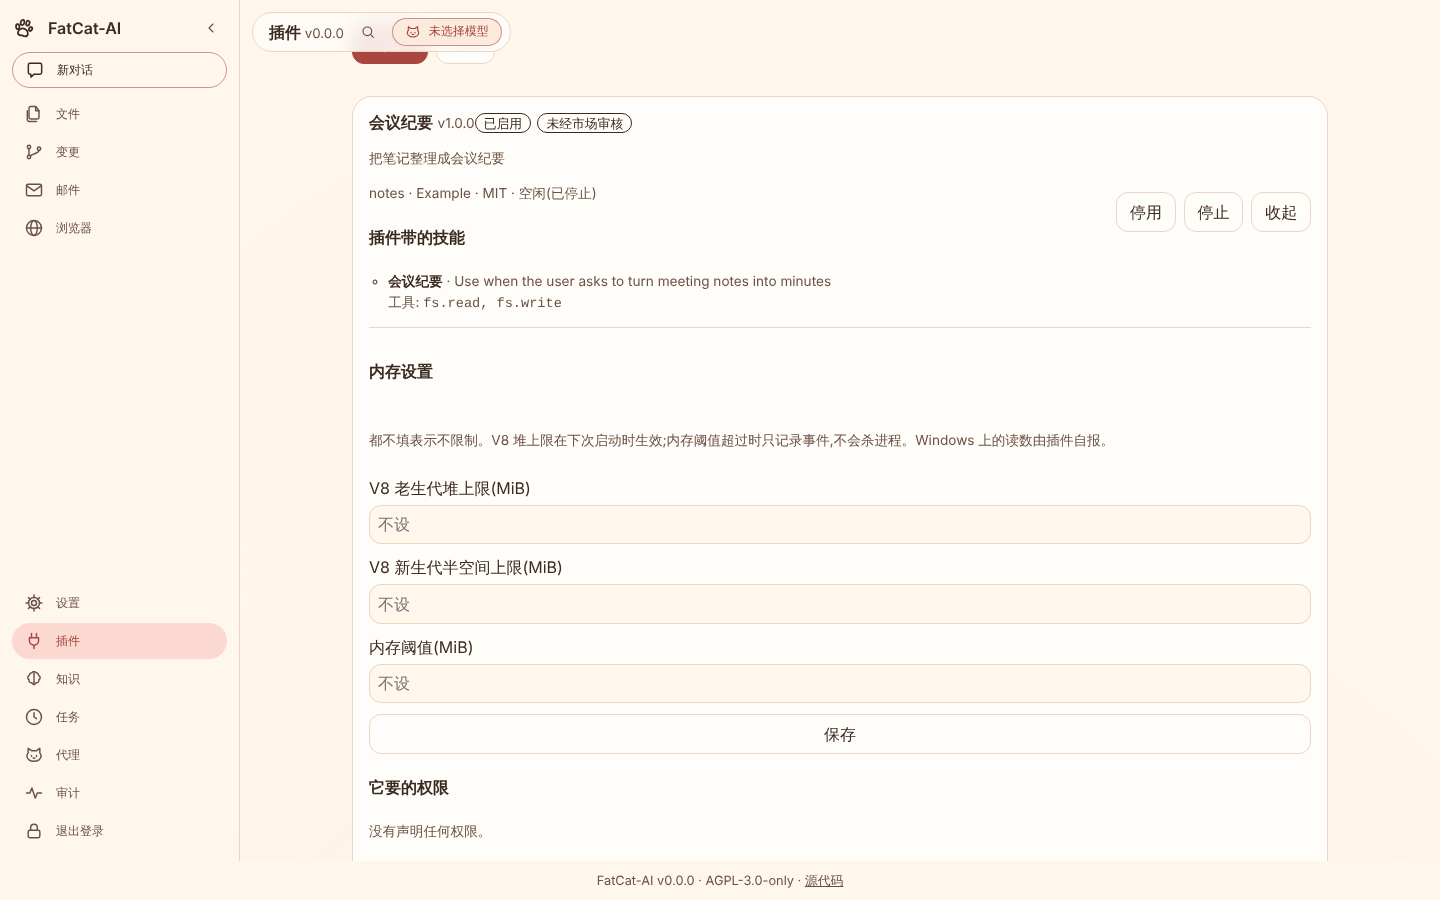 FatCat-AI
新对话
文件
变更
邮件
浏览器
设置
插件
知识
任务
代理
审计
退出登录
插件 v0.0.0
未选择模型
会议纪要 v1.0.0 已启用 未经市场审核
把笔记整理成会议纪要
notes · Example · MIT · 空闲(已停止)
停用 停止 收起
插件带的技能
会议纪要 · Use when the user asks to turn meeting notes into minutes
工具: fs.read, fs.write
内存设置
都不填表示不限制。V8 堆上限在下次启动时生效;内存阈值超过时只记录事件,不会杀进程。Windows 上的读数由插件自报。
V8 老生代堆上限(MiB)
不设
V8 新生代半空间上限(MiB)
不设
内存阈值(MiB)
不设
保存
它要的权限
没有声明任何权限。
FatCat-AI v0.0.0 · AGPL-3.0-only · 源代码